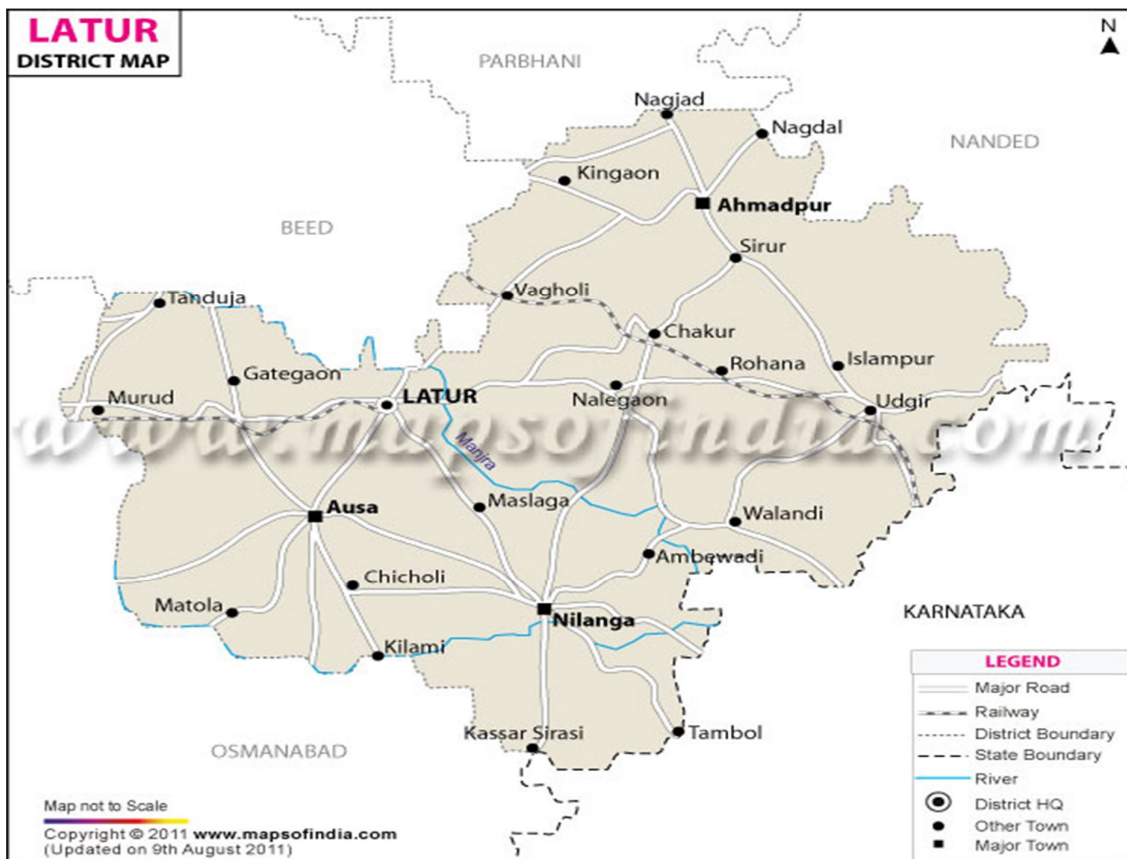 LATUR
DISTRICT MAP
N
PARBHANI
Nagjad
Nagdal
NANDED
Kingaon
Ahmadpur
BEED
Sirur
Tanduja
Vagholi
Chakur
Gategaon
Rohana
Islampur
Murud
LATUR
Nalegaon
Udgir
www.mapsofindia.com
Manjra
Maslaga
Ausa
Walandi
Ambewadi
Chicholi
Matola
Nilanga
KARNATAKA
Kilami
Kassar Sirasi
Tambol
OSMANABAD
LEGEND
Major Road
Railway
District Boundary
State Boundary
River
District HQ
Other Town
Major Town
Map not to Scale
Copyright © 2011 www.mapsofindia.com
(Updated on 9th August 2011)